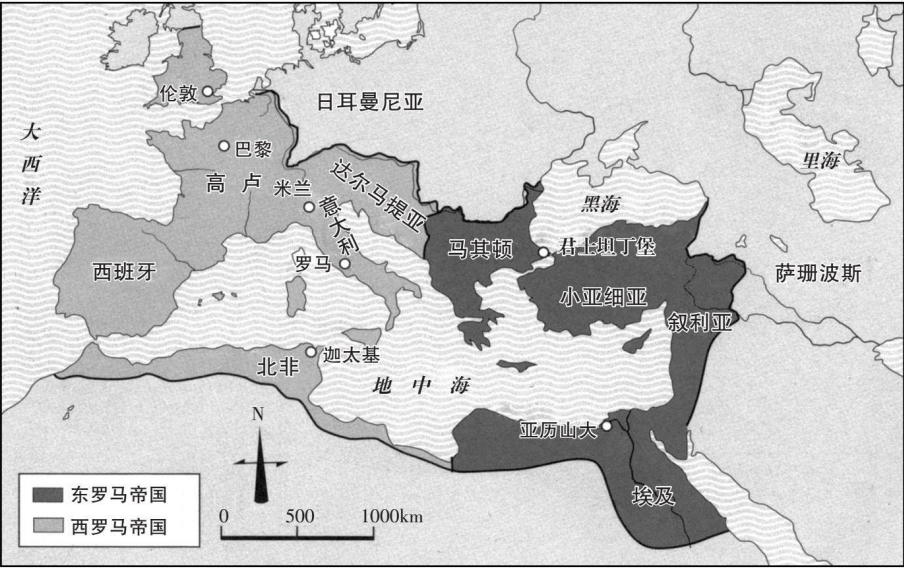 伦敦
日耳曼尼亚
大西洋
巴黎
高卢
米兰
达尔马提亚
意大利
里海
黑海
马其顿
君士坦丁堡
罗马
西班牙
小亚细亚
萨珊波斯
叙利亚
迦太基
北非
地中海
亚历山大
埃及
N
东罗马帝国
西罗马帝国
0 500 1000km